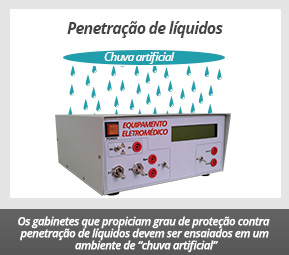 Penetração de líquidos
Chuva artificial
EQUIPAMENTO
ELETROMÉDICO
POWER
Os gabinetes que propiciam grau de proteção contra
penetração de líquidos devem ser ensaiados em um
ambiente de “chuva artificial”